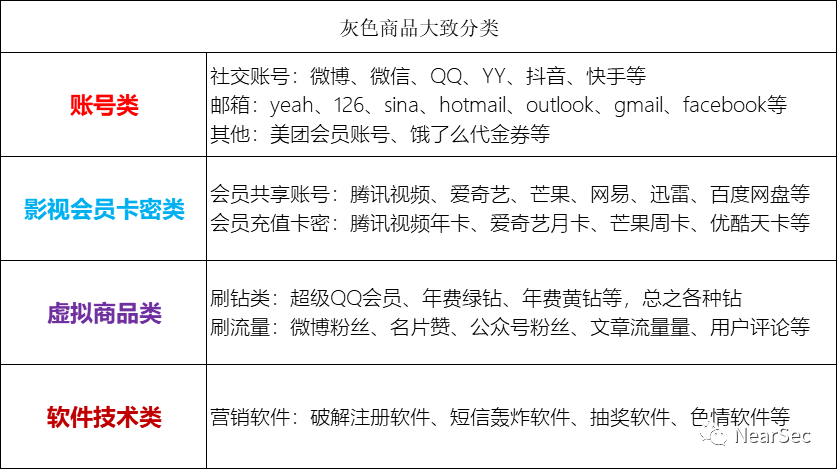 灰色商品大致分类
账号类
社交账号：微博、微信、QQ、YY、抖音、快手等
邮箱：yeah、126、sina、hotmail、outlook、gmail、facebook等
其他：美团会员账号、饿了么代金券等
影视会员卡密类
会员共享账号：腾讯视频、爱奇艺、芒果、网易、迅雷、百度网盘等
会员充值卡密：腾讯视频年卡、爱奇艺月卡、芒果周卡、优酷天卡等
虚拟商品类
刷钻类：超级QQ会员、年费绿钻、年费黄钻等，总之各种钻
刷流量：微博粉丝、名片赞、公众号粉丝、文章流量量、用户评论等
软件技术类
营销软件：破解注册软件、短信轰炸软件、抽奖软件、色情软件等
NearSec